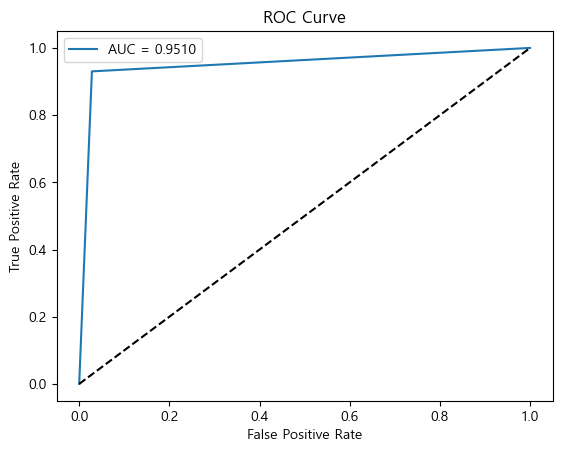 ROC Curve
AUC = 0.9510
True Positive Rate
1.0
0.8
0.6
0.4
0.2
0.0
0.0 0.2 0.4 0.6 0.8 1.0
False Positive Rate